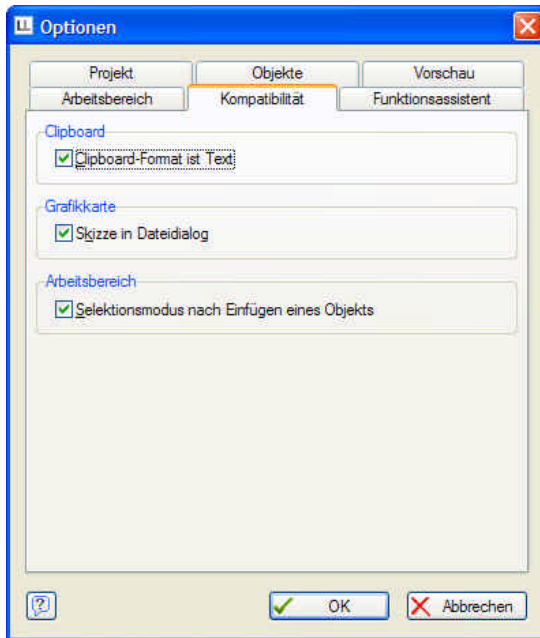 LL Optionen
Projekt Objekte Vorschau
Arbeitsbereich Kompatibilität Funktionsassistent
Clipboard
Clipboard-Format ist Text
Grafikkarte
Skizze in Dateidialog
Arbeitsbereich
Selektionsmodus nach Einfügen eines Objekts
? OK Abbrechen